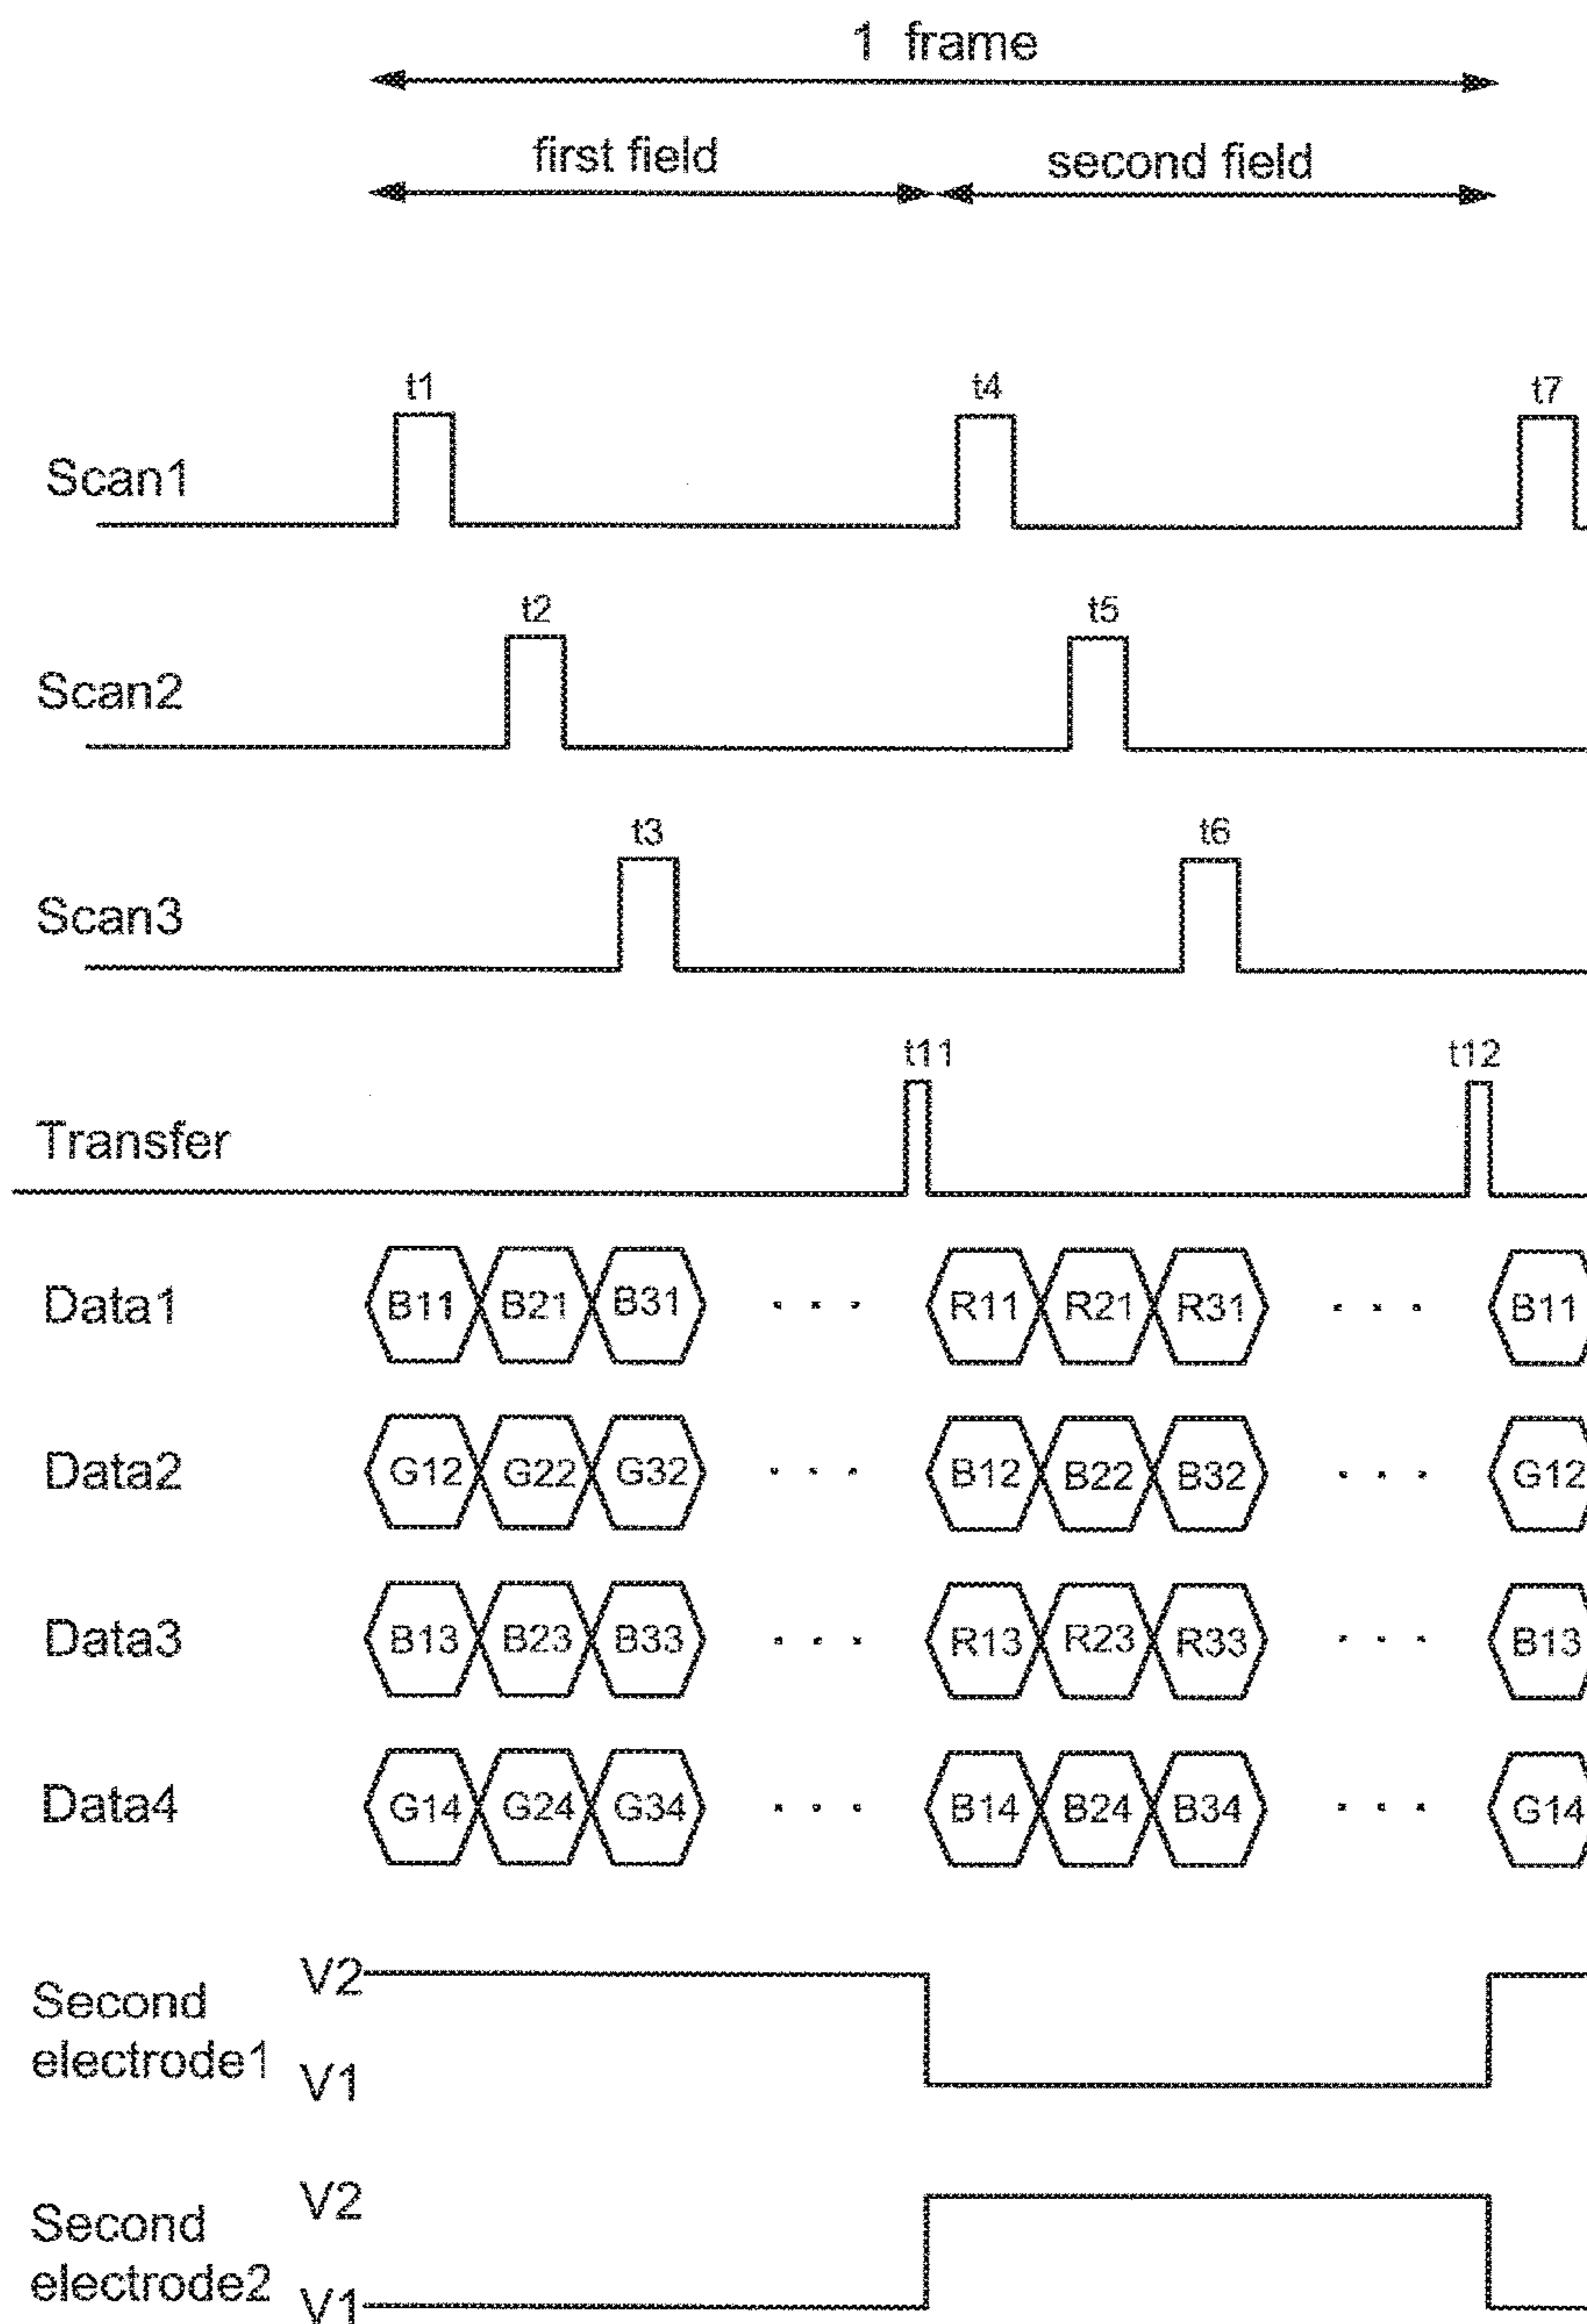 1 frame
first field second field
t1 t4 t7
Scan1
t2 t5
Scan2
t3 t6
Scan3
t11 t12
Transfer
Data1 B11 B21 B31 . . . R11 R21 R31 . . . B11
Data2 G12 G22 G32 . . . B12 B22 B32 . . . G12
Data3 B13 B23 B33 . . . R13 R23 R33 . . . B13
Data4 G14 G24 G34 . . . B14 B24 B34 . . . G14
V2
Second
electrode1
V1
V2
Second
electrode2
V1